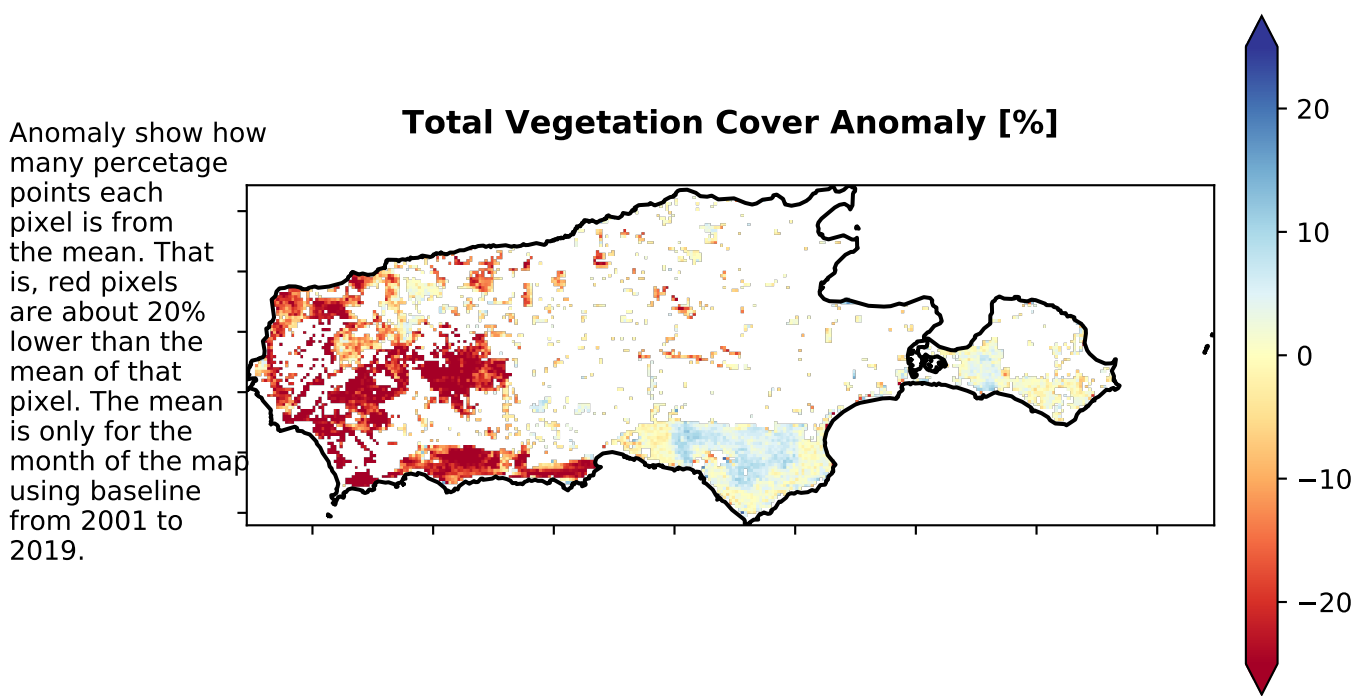 Total Vegetation Cover Anomaly [%]
Anomaly show how
many percetage
points each
pixel is from
the mean. That
is, red pixels
are about 20%
lower than the
mean of that
pixel. The mean
is only for the
month of the map
using baseline
from 2001 to
2019.
20
10
0
−10
−20